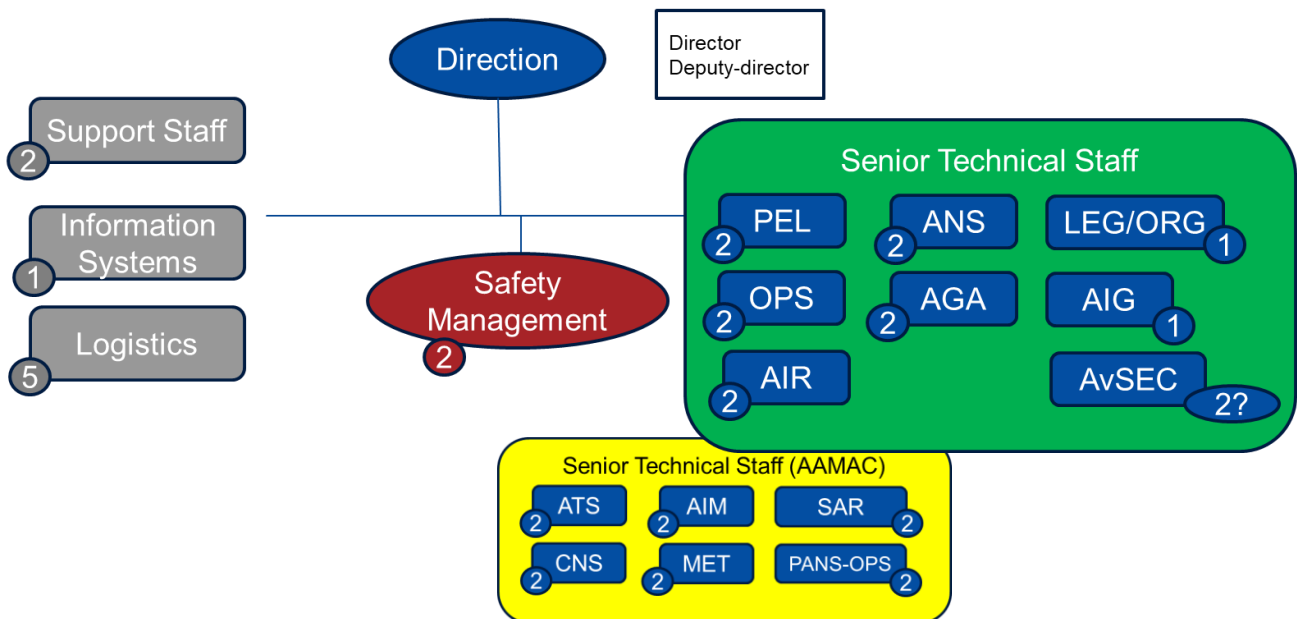 Direction
Director
Deputy-director
Support Staff
2
Information
Systems
1
Logistics
5
Safety
Management
2
Senior Technical Staff
PEL
2
ANS
2
LEG/ORG
1
OPS
2
AGA
2
AIG
1
AIR
2
AvSEC
2?
Senior Technical Staff (AAMAC)
ATS
2
AIM
2
SAR
2
CNS
2
MET
2
PANS-OPS
2